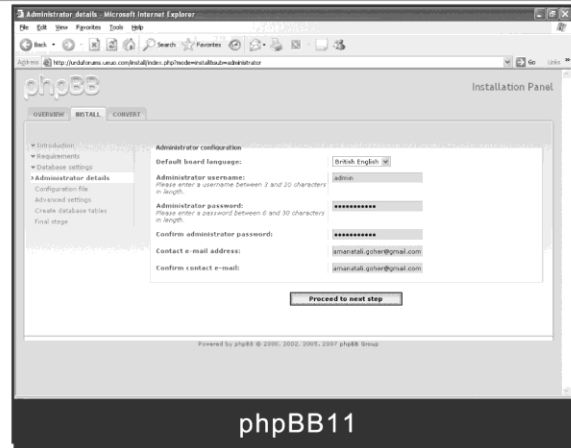 Administrator details - Microsoft Internet Explorer
File Edit View Favorites Tools Help
Back Search Favorites
Address http://urduforums.uruo.com/install/index.php?mode=install&sub=administrator Go Links
phpBB
Installation Panel
OVERVIEW INSTALL CONVERT
Introduction
Requirements
Database settings
Administrator details
Configuration file
Advanced settings
Create database tables
Final stage
Administrator configuration
Default board language: British English
Administrator username: admin
Please enter a username between 3 and 20 characters
in length.
Administrator password: •••••••••••
Please enter a password between 6 and 30 characters
in length.
Confirm administrator password: •••••••••••
Contact e-mail address: amanatali.goher@gmail.com
Confirm contact e-mail: amanatali.goher@gmail.com
Proceed to next step
Powered by phpBB © 2000, 2002, 2005, 2007 phpBB Group
phpBB11